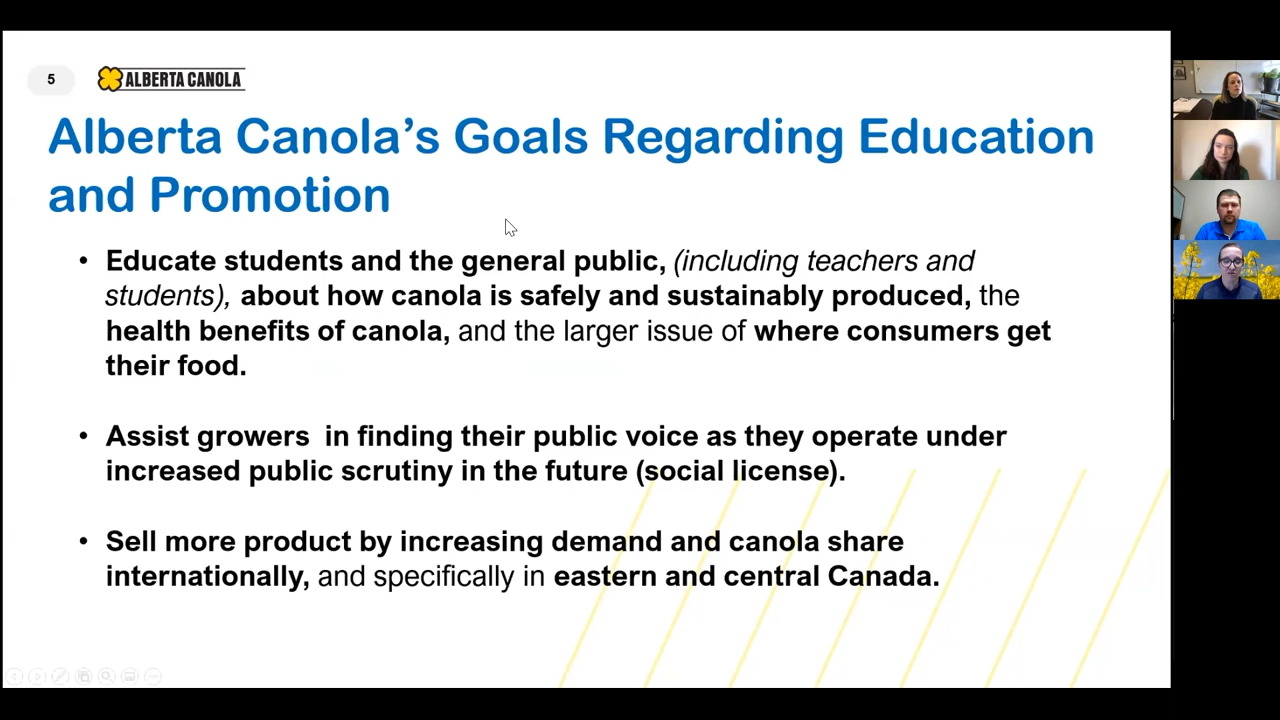 5
ALBERTA CANOLA
Alberta Canola’s Goals Regarding Education
and Promotion
• Educate students and the general public, (including teachers and
students), about how canola is safely and sustainably produced, the
health benefits of canola, and the larger issue of where consumers get
their food.
• Assist growers  in finding their public voice as they operate under
increased public scrutiny in the future (social license).
• Sell more product by increasing demand and canola share
internally, and specifically in eastern and central Canada.